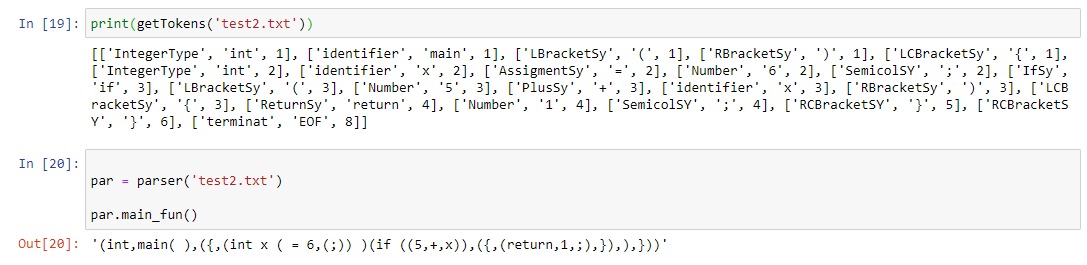 In [19]: print(getTokens('test2.txt'))
[['IntegerType', 'int', 1], ['identifier', 'main', 1], ['LBracketSy', '(', 1], ['RBracketSy', ')', 1], ['LCBracketSy', '{', 1],
['IntegerType', 'int', 2], ['identifier', 'x', 2], ['AssigmentSy', '=', 2], ['Number', '6', 2], ['SemicolSY', ';', 2], ['IfSy',
'if', 3], ['LBracketSy', '(', 3], ['Number', '5', 3], ['PlusSy', '+', 3], ['identifier', 'x', 3], ['RBracketSy', ')', 3], ['LCB
racketSy', '{', 3], ['ReturnSy', 'return', 4], ['Number', '1', 4], ['SemicolSY', ';', 4], ['RCBracketSY', '}', 5], ['RCBracketS
Y', '}', 6], ['terminat', 'EOF', 8]]
In [20]:
par = parser('test2.txt')
par.main_fun()
Out[20]: '(int,main( ),({,(int x ( = 6,(;)) )(if ((5,+,x)),({,(return,1,;),}),),}))'